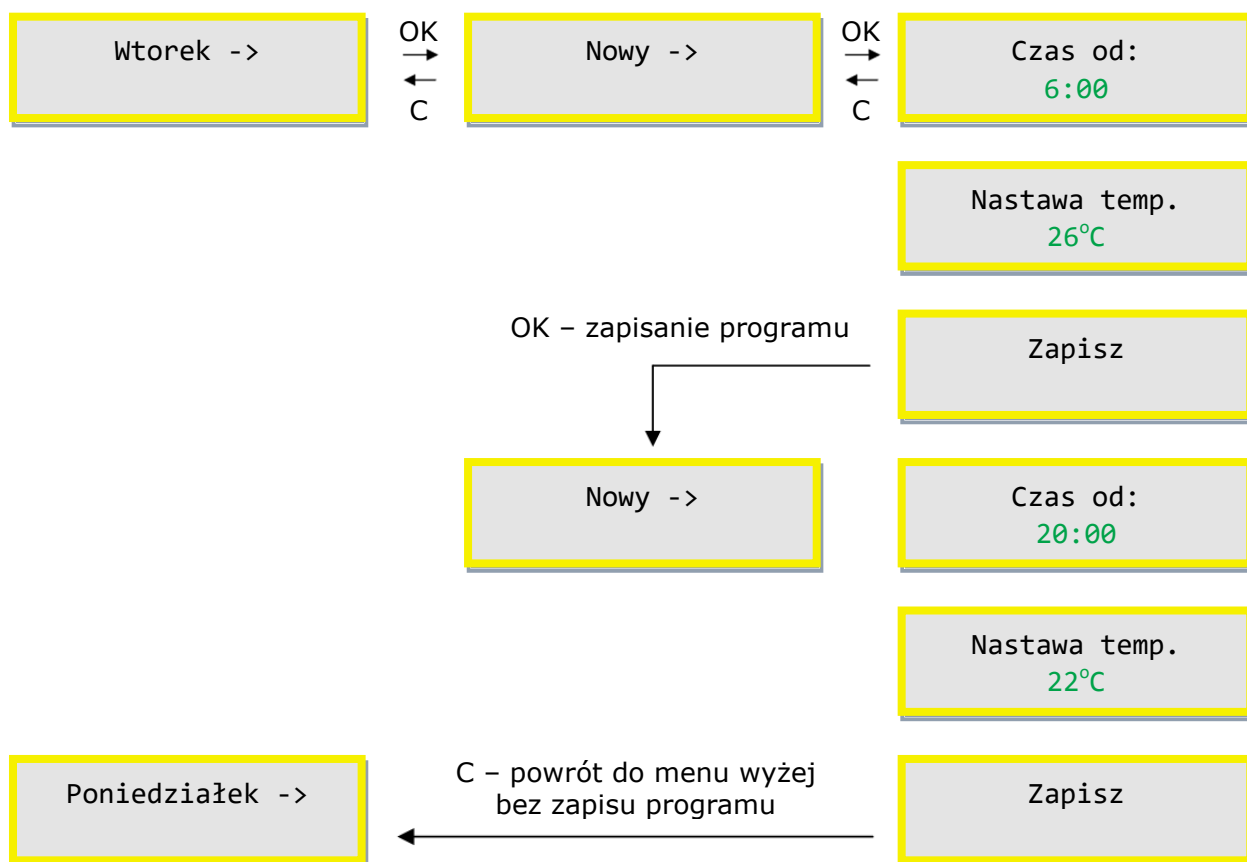 Wtorek ->
OK
C
Nowy ->
OK
C
Czas od:
6:00
Nastawa temp.
26°C
OK – zapisanie programu
Zapisz
Nowy ->
Czas od:
20:00
Nastawa temp.
22°C
Poniedziałek ->
C – powrót do menu wyżej
bez zapisu programu
Zapisz